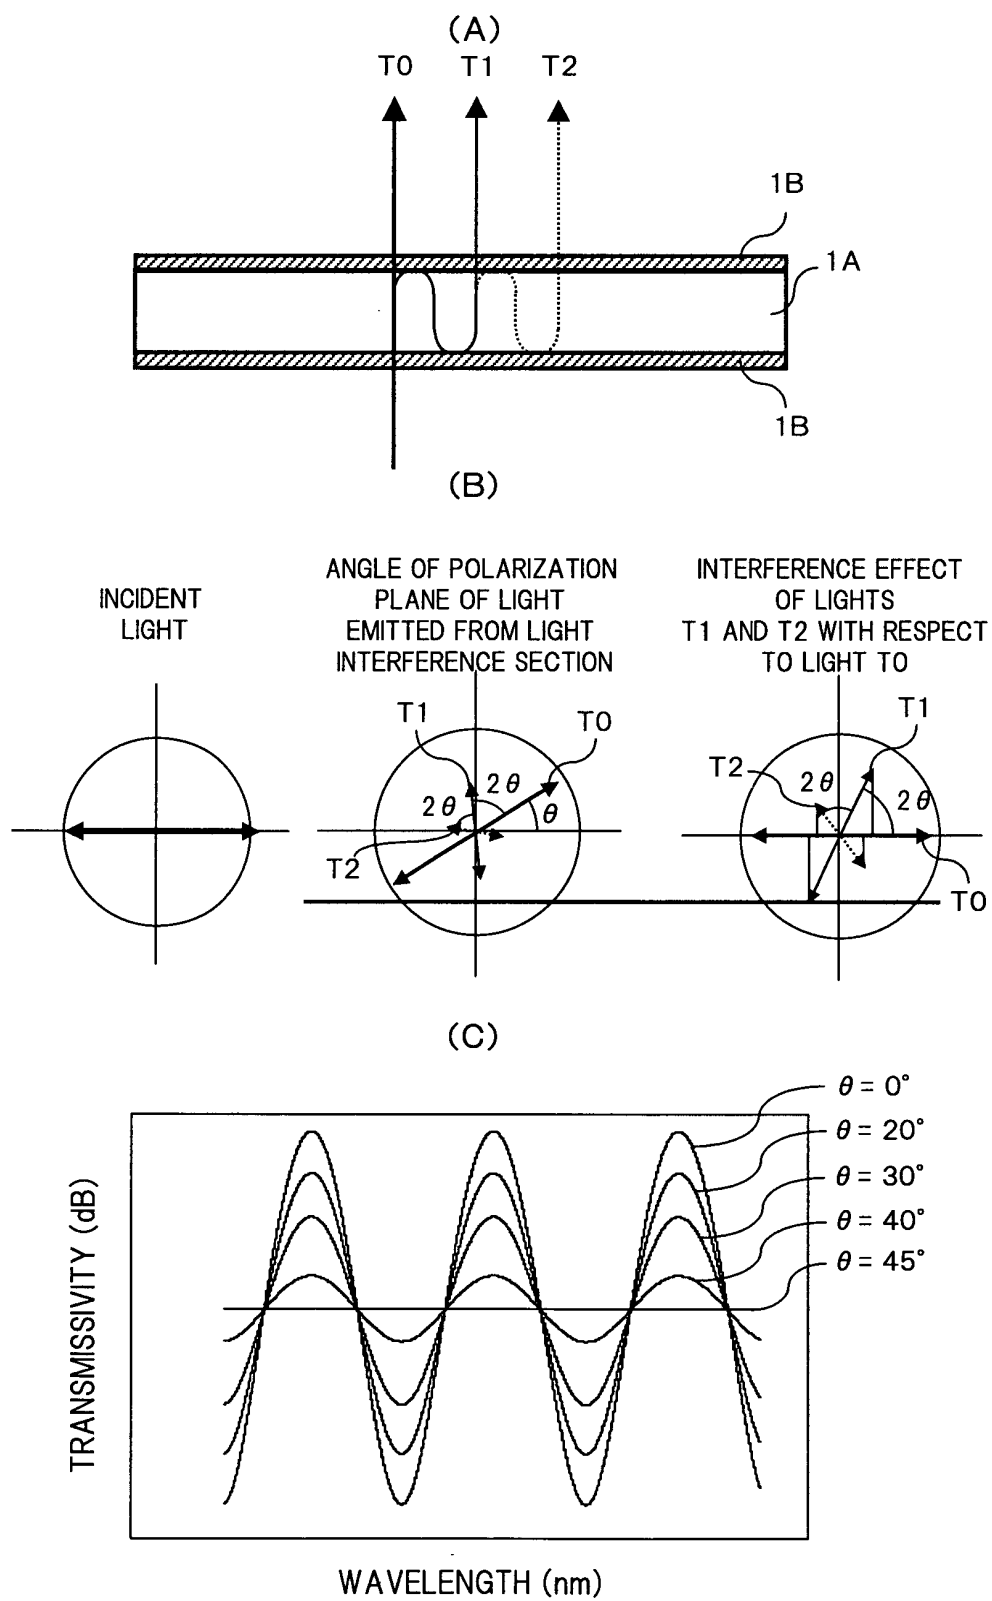 (A)
T0 T1 T2
1B
1A
1B
(B)
INCIDENT
LIGHT
ANGLE OF POLARIZATION
PLANE OF LIGHT
EMITTED FROM LIGHT
INTERFERENCE SECTION
INTERFERENCE EFFECT
OF LIGHTS
T1 AND T2 WITH RESPECT
TO LIGHT T0
T1
T0
2θ
2θ
θ
T2
T1
T2
2θ
2θ
T0
(C)
θ = 0°
θ = 20°
θ = 30°
θ = 40°
θ = 45°
TRANSMISSIVITY (dB)
WAVELENGTH (nm)